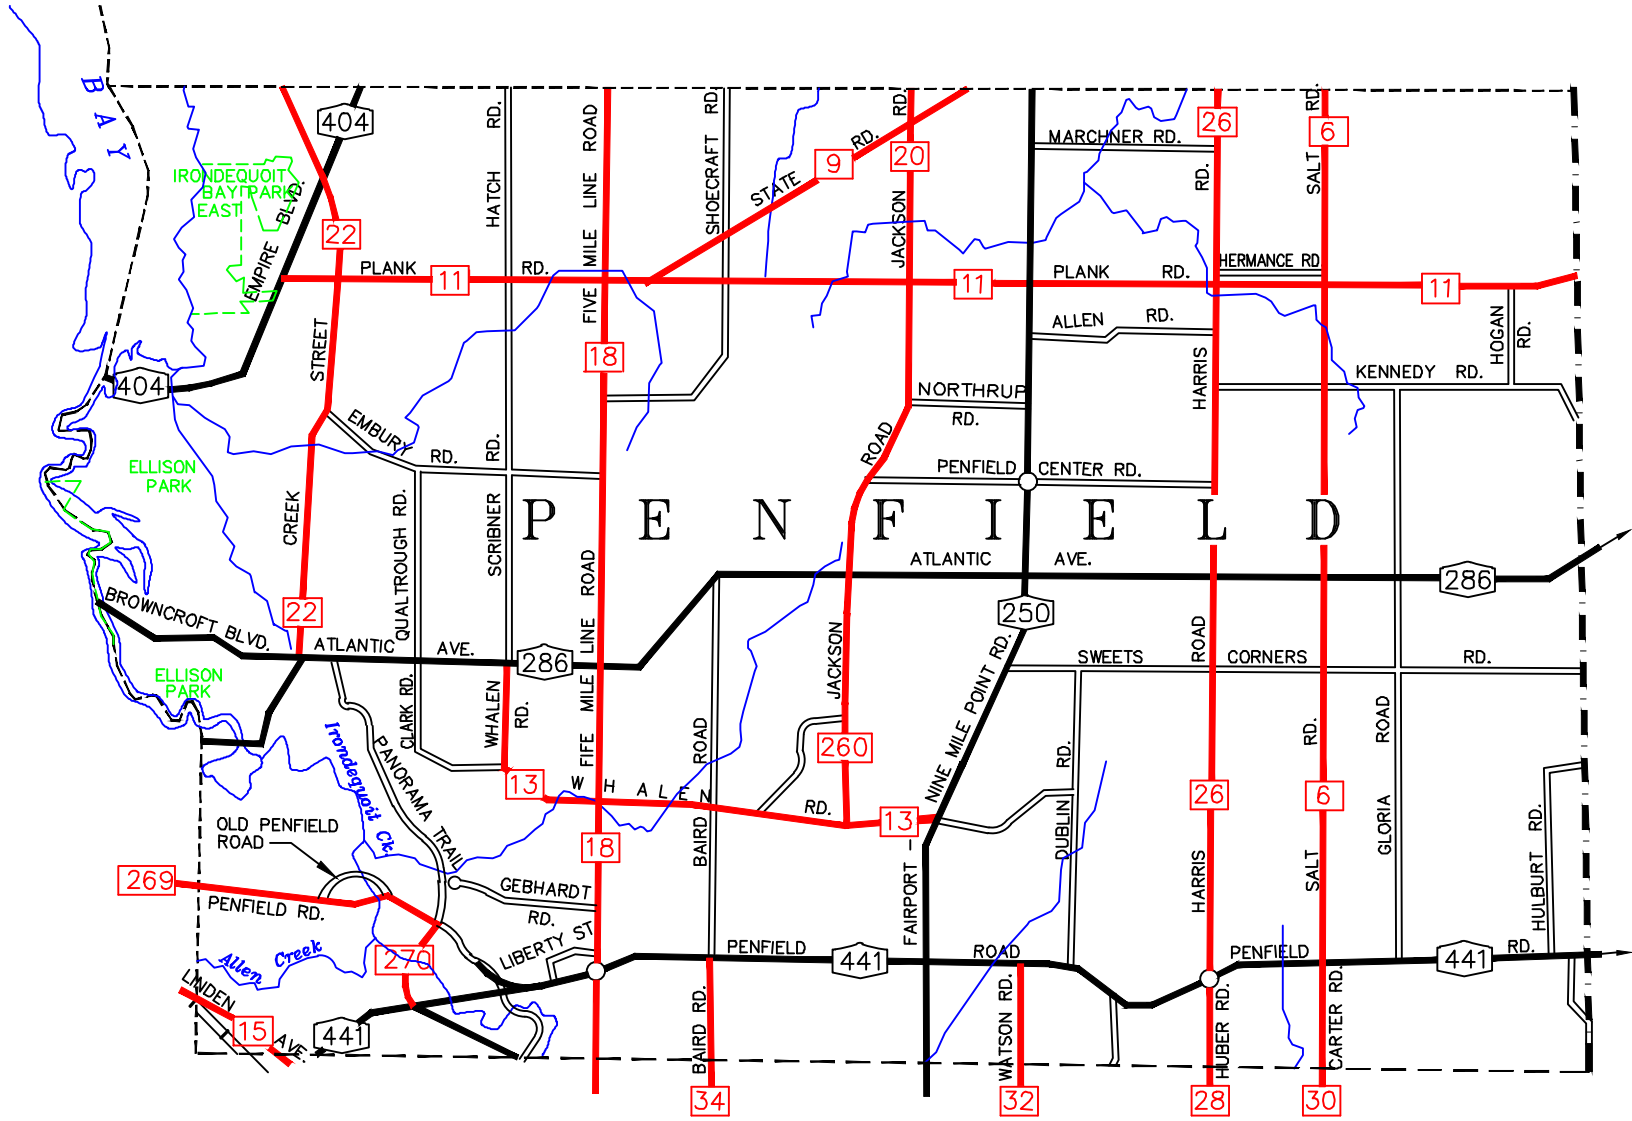 BAY
IRONDEQUOIT
BAY PARK
EAST
404
EMPIRE BLVD.
22
HATCH RD.
FIVE MILE LINE ROAD
SHOECRAFT RD.
STATE RD.
9
20
JACKSON RD.
MARCHNER RD.
26
RD.
SALT RD.
6
PLANK RD.
11
11
PLANK RD.
HERMANCE RD.
11
ALLEN RD.
HOGAN RD.
KENNEDY RD.
404
STREET
18
HARRIS
NORTHRUP
RD.
EMBURY RD.
RD.
ROAD
PENFIELD CENTER RD.
ELLISON
PARK
CREEK
QUALTROUGH RD.
SCRIBNER
PENFIELD
ATLANTIC AVE.
286
22
250
BROWNCROFT BLVD.
ATLANTIC AVE.
286
FIFE MILE LINE ROAD
JACKSON
NINE MILE POINT RD.
SWEETS CORNERS RD.
ROAD
ELLISON
PARK
CLARK RD.
WHALEN
RD.
BAIRD ROAD
260
DUBLIN RD.
RD.
GLORIA ROAD
Irondequoit Ck.
PANORAMA TRAIL
13
WHALEN RD.
13
26
6
OLD PENFIELD
ROAD
18
FAIRPORT -
HARRIS
SALT
HULBURT RD.
269
PENFIELD RD.
GEBHARDT
RD.
LIBERTY ST
Allen Creek
270
PENFIELD
441
ROAD
PENFIELD
441
RD.
LINDEN
15
AVE.
441
BAIRD RD.
WATSON RD.
HUBER RD.
CARTER RD.
34
32
28
30